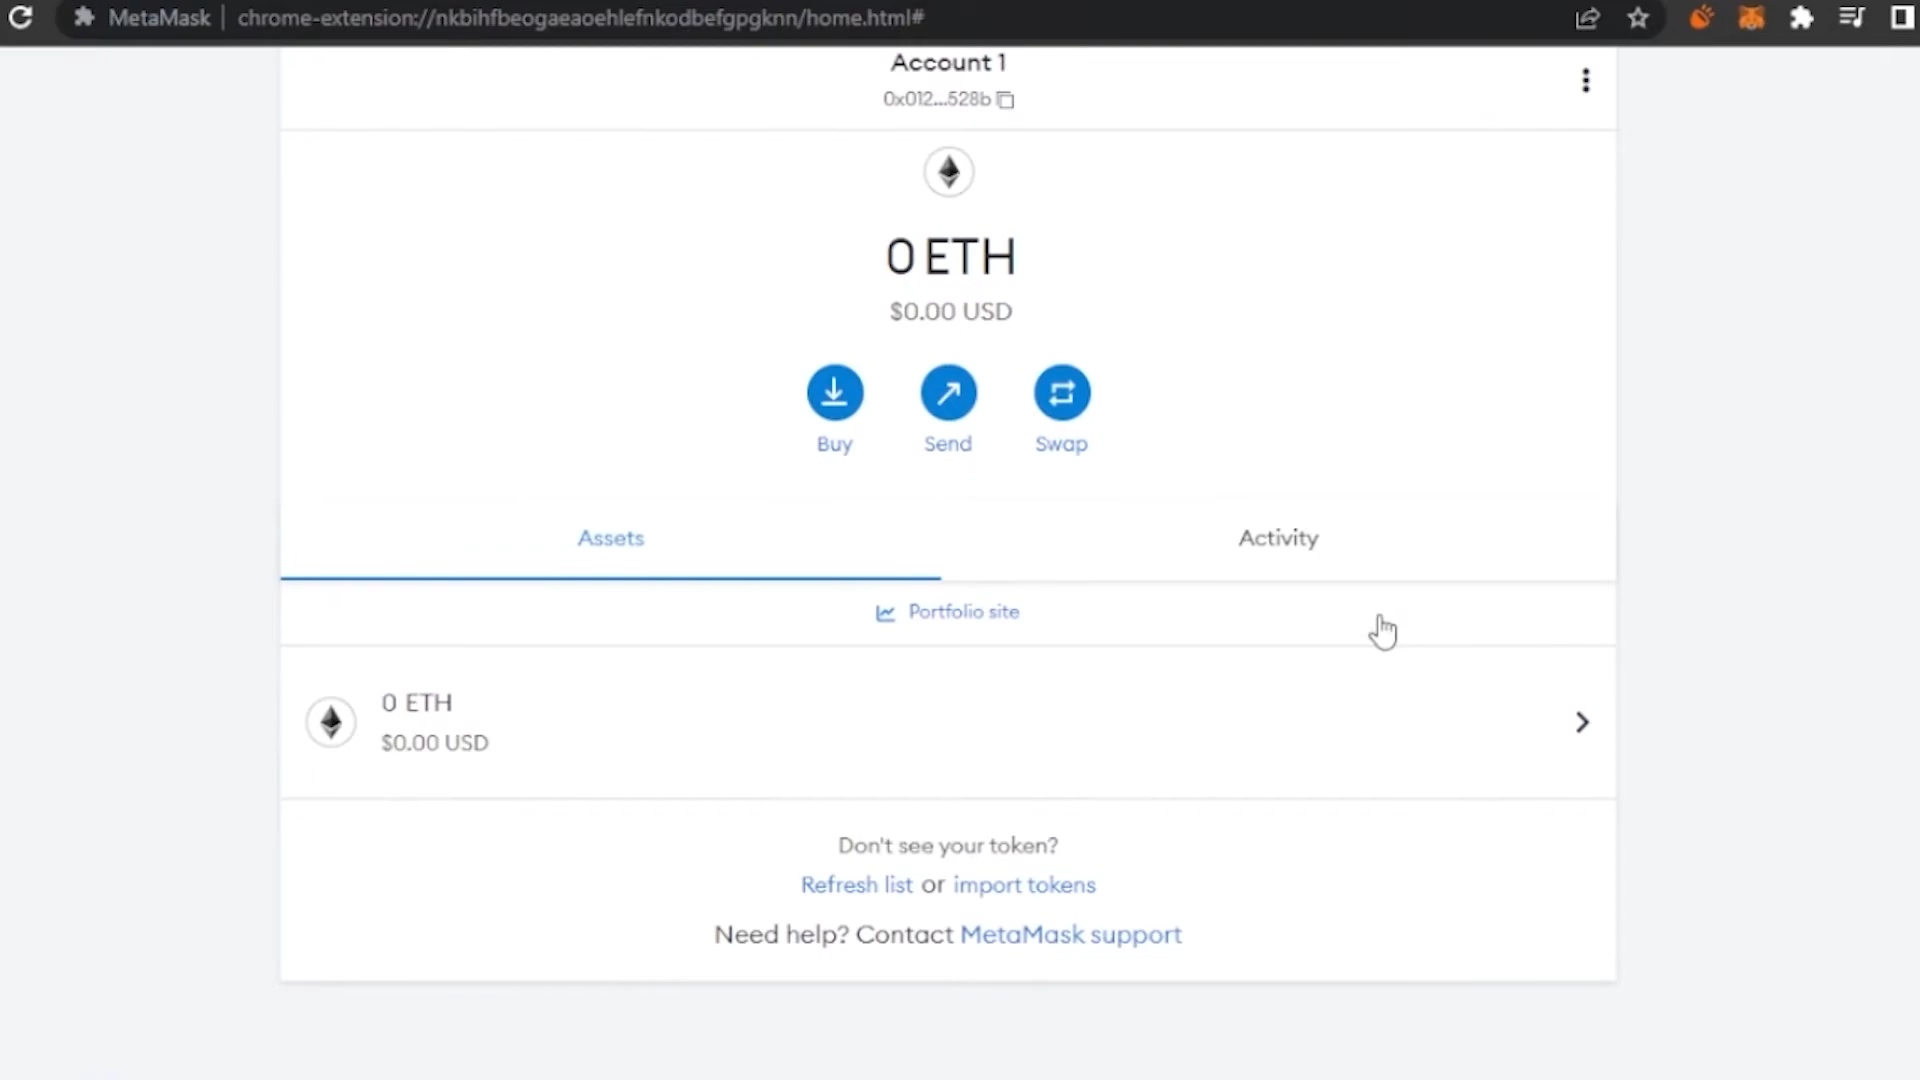 MetaMask | chrome-extension://nkbihfbeogaeaoehlefnkodbefgpgknn/home.html#
Account 1
0x012...528b
0 ETH
$0.00 USD
Buy
Send
Swap
Assets
Activity
Portfolio site
0 ETH
$0.00 USD
Don't see your token?
Refresh list or import tokens
Need help? Contact MetaMask support